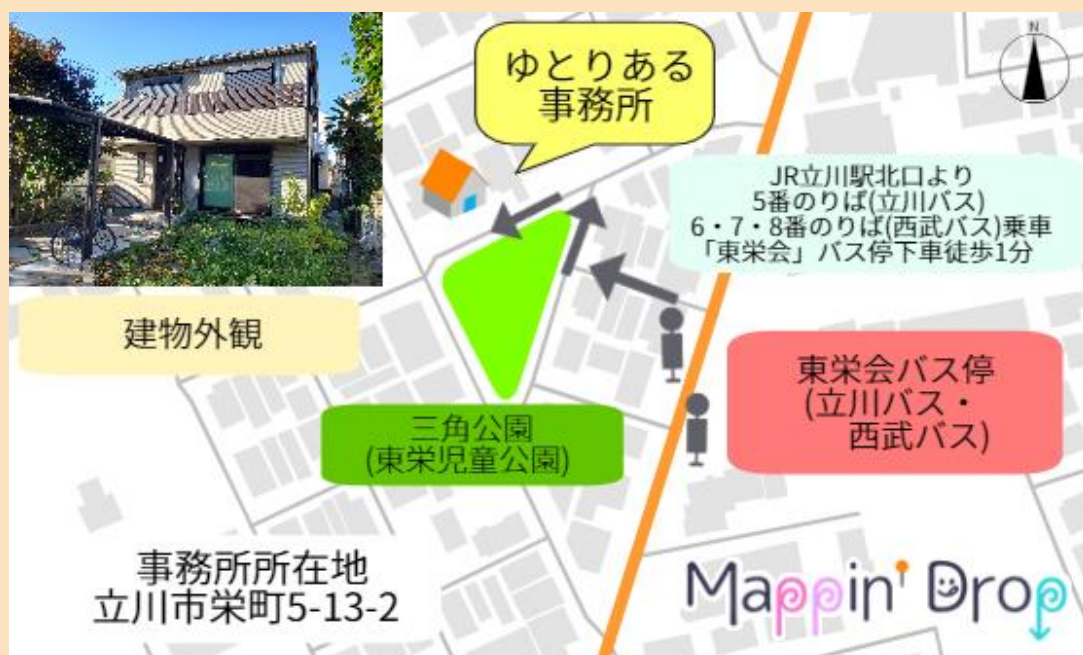 ゆとりある
事務所
N
JR立川駅北口より
5番のりば(立川バス)
6・7・8番のりば(西武バス)乗車
「東栄会」バス停下車徒歩1分
建物外観
東栄会バス停
(立川バス・
西武バス)
三角公園
(東栄児童公園)
事務所所在地
立川市栄町5-13-2
Mappin' Drop